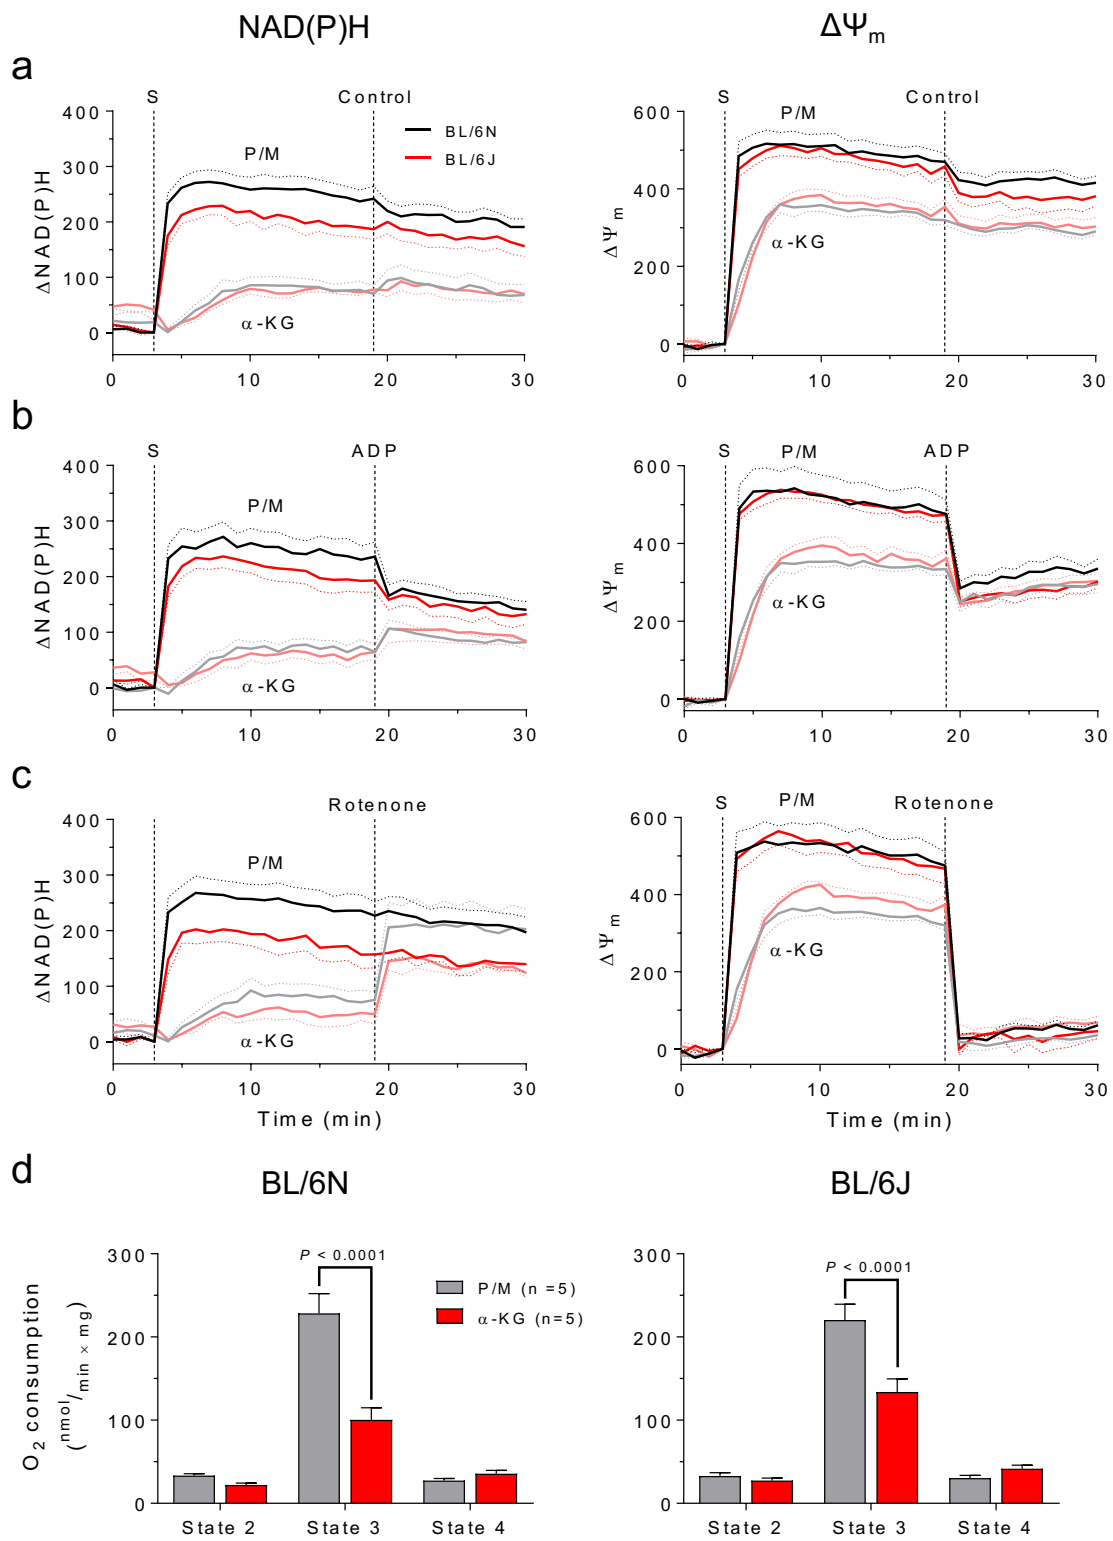 NAD(P)H
ΔΨm
a
S
Control
BL/6N
BL/6J
P/M
α-KG
ΔNAD(P)H
400
300
200
100
0
0
10
20
30
S
Control
P/M
α-KG
ΔΨm
600
400
200
0
0
10
20
30
b
S
ADP
P/M
α-KG
ΔNAD(P)H
400
300
200
100
0
0
10
20
30
S
P/M
ADP
α-KG
ΔΨm
600
400
200
0
0
10
20
30
c
Rotenone
P/M
α-KG
ΔNAD(P)H
400
300
200
100
0
0
10
20
30
Time (min)
S
P/M
Rotenone
α-KG
ΔΨm
600
400
200
0
0
10
20
30
Time (min)
d
BL/6N
BL/6J
O2 consumption
(nmol/min × mg)
300
200
100
0
P < 0.0001
P/M (n =5)
α-KG (n=5)
State 2
State 3
State 4
300
200
100
0
P < 0.0001
State 2
State 3
State 4